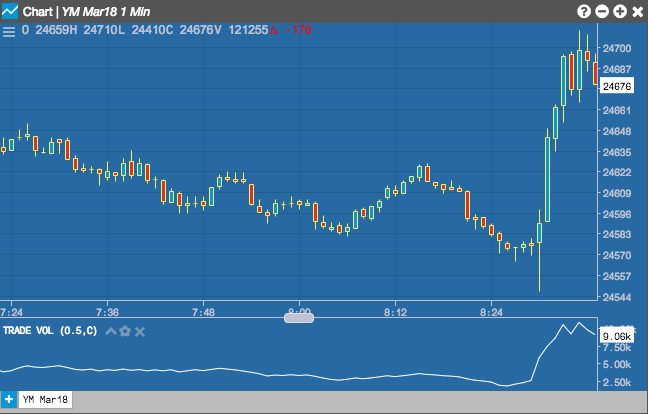 Chart | YM Mar18 1 Min
O 24659H 24710L 24410C 24676V 121255 -178
24700
24687
24676
24661
24648
24635
24622
24609
24596
24583
24570
24557
24544
7:24 7:36 7:48 8:00 8:12 8:24
TRADE VOL (0.5,C)
9.06k
7.50k
5.00k
2.50k
YM Mar18